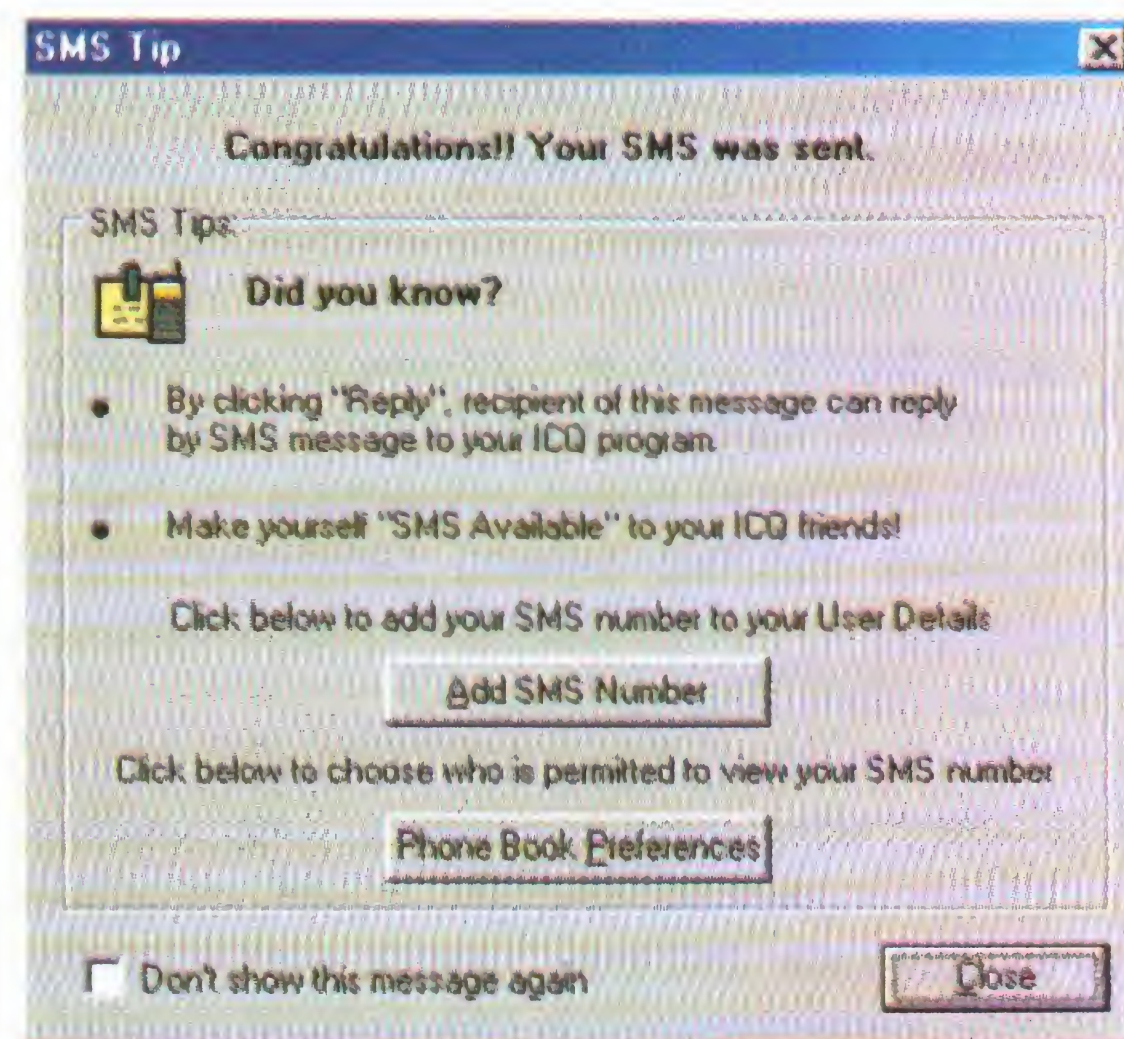 SMS Tip
Congratulations!! Your SMS was sent.
SMS Tips:
Did you know?
• By clicking "Reply", recipient of this message can reply
by SMS message to your ICQ program
• Make yourself "SMS Available" to your ICQ friends!
Click below to add your SMS number to your User Details
Add SMS Number
Click below to choose who is permitted to view your SMS number
Phone Book Preferences
Don't show this message again
Close